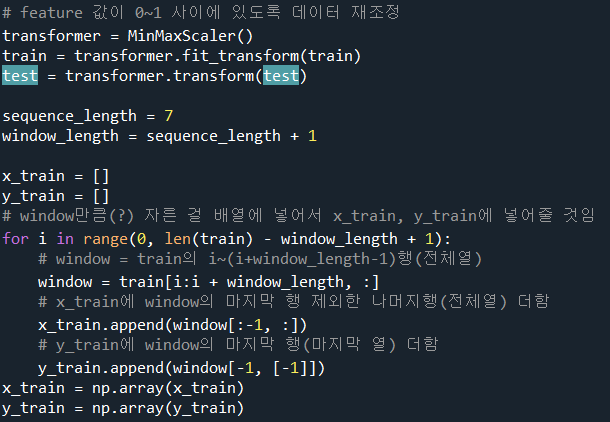 # feature 값이 0~1 사이에 있도록 데이터 재조정
transformer = MinMaxScaler()
train = transformer.fit_transform(train)
test = transformer.transform(test)

sequence_length = 7
window_length = sequence_length + 1

x_train = []
y_train = []
# window만큼(?) 자른 걸 배열에 넣어서 x_train, y_train에 넣어줄 것임
for i in range(0, len(train) - window_length + 1):
    # window = train의 i~(i+window_length-1)행(전체열)
    window = train[i:i + window_length, :]
    # x_train에 window의 마지막 행 제외한 나머지행(전체열) 더함
    x_train.append(window[:-1, :])
    # y_train에 window의 마지막 행(마지막 열) 더함
    y_train.append(window[-1, [-1]])
x_train = np.array(x_train)
y_train = np.array(y_train)